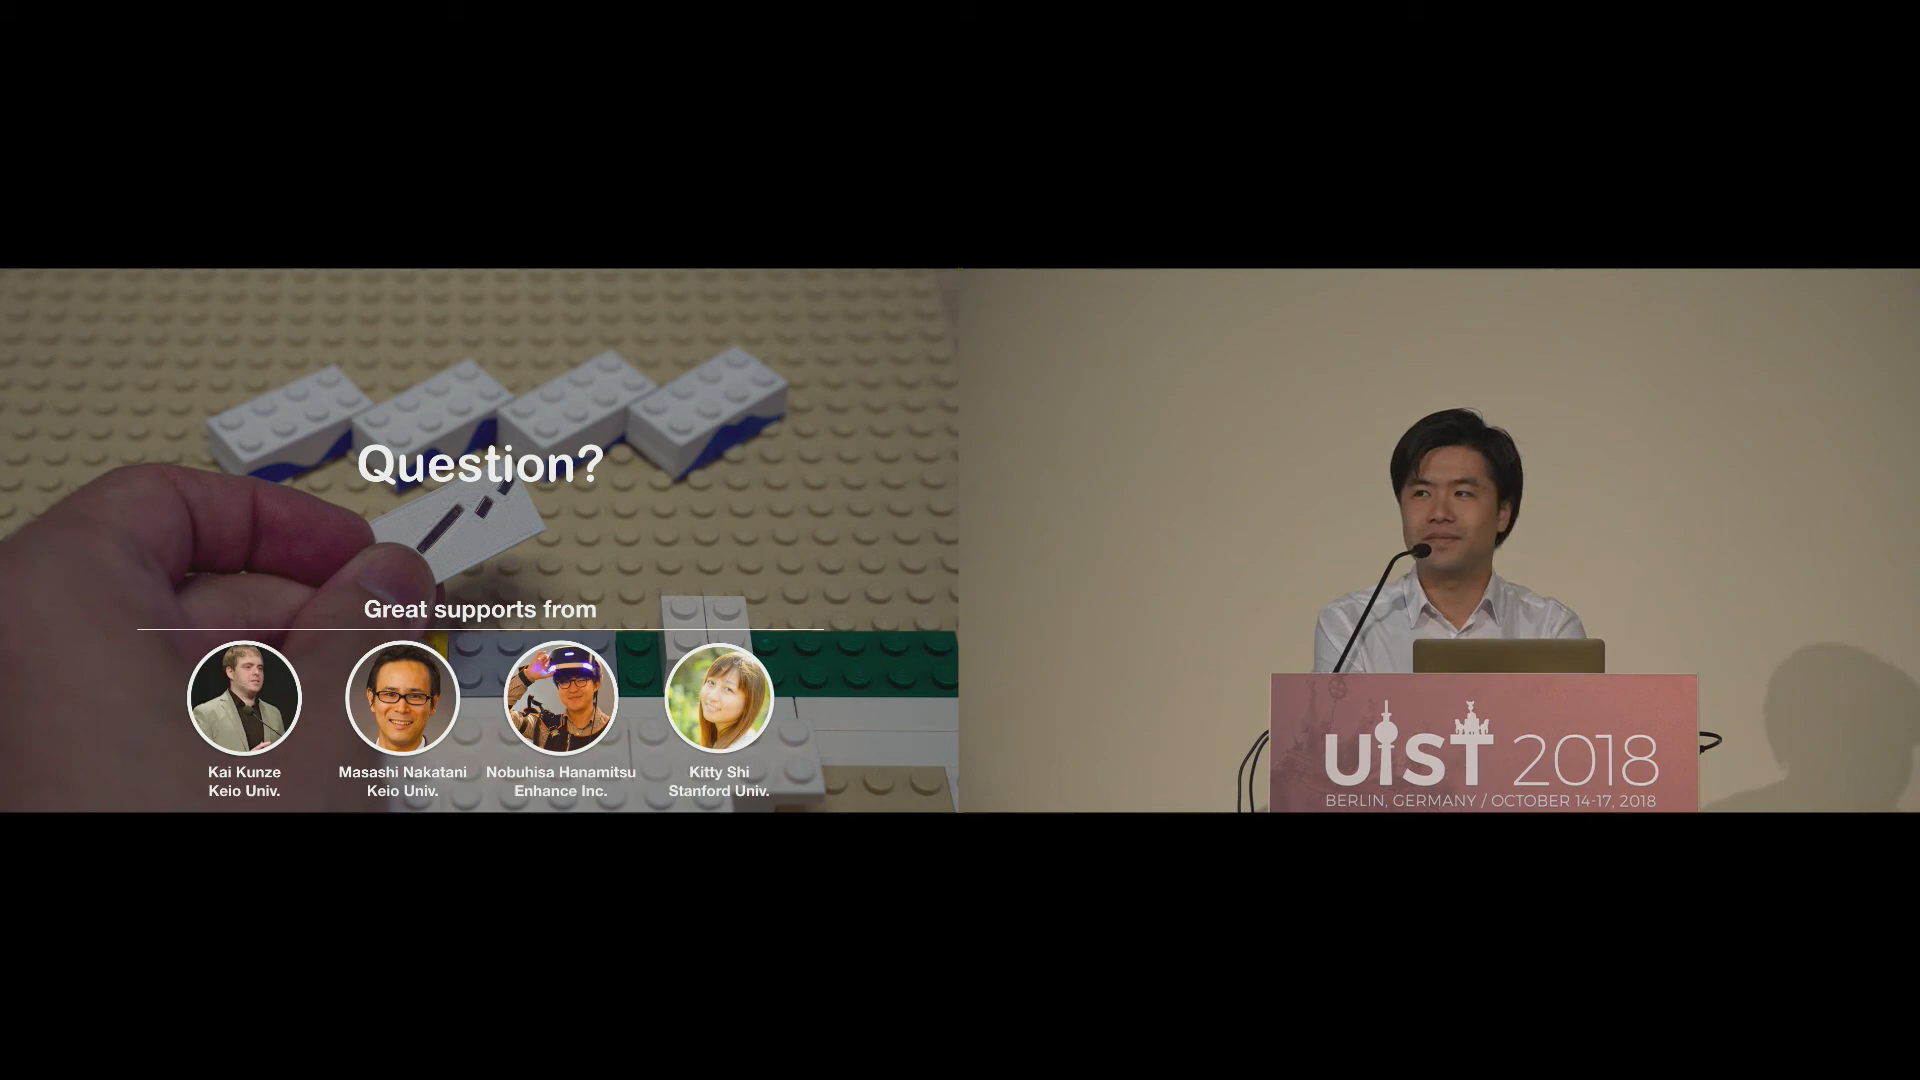 Question?
Great supports from
Kai Kunze
Keio Univ.
Masashi Nakatani
Keio Univ.
Nobuhisa Hanamitsu
Enhance Inc.
Kitty Shi
Stanford Univ.
UIST 2018
BERLIN, GERMANY / OCTOBER 14-17, 2018